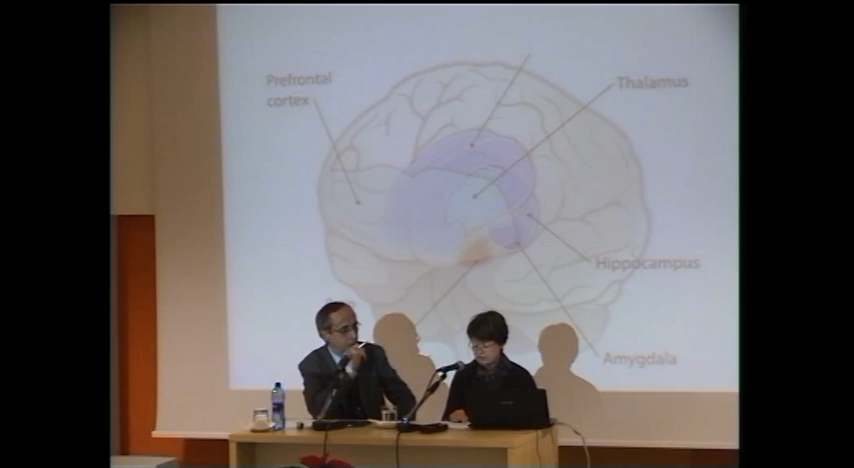 Prefrontal
cortex
Thalamus
Hippocampus
Amygdala